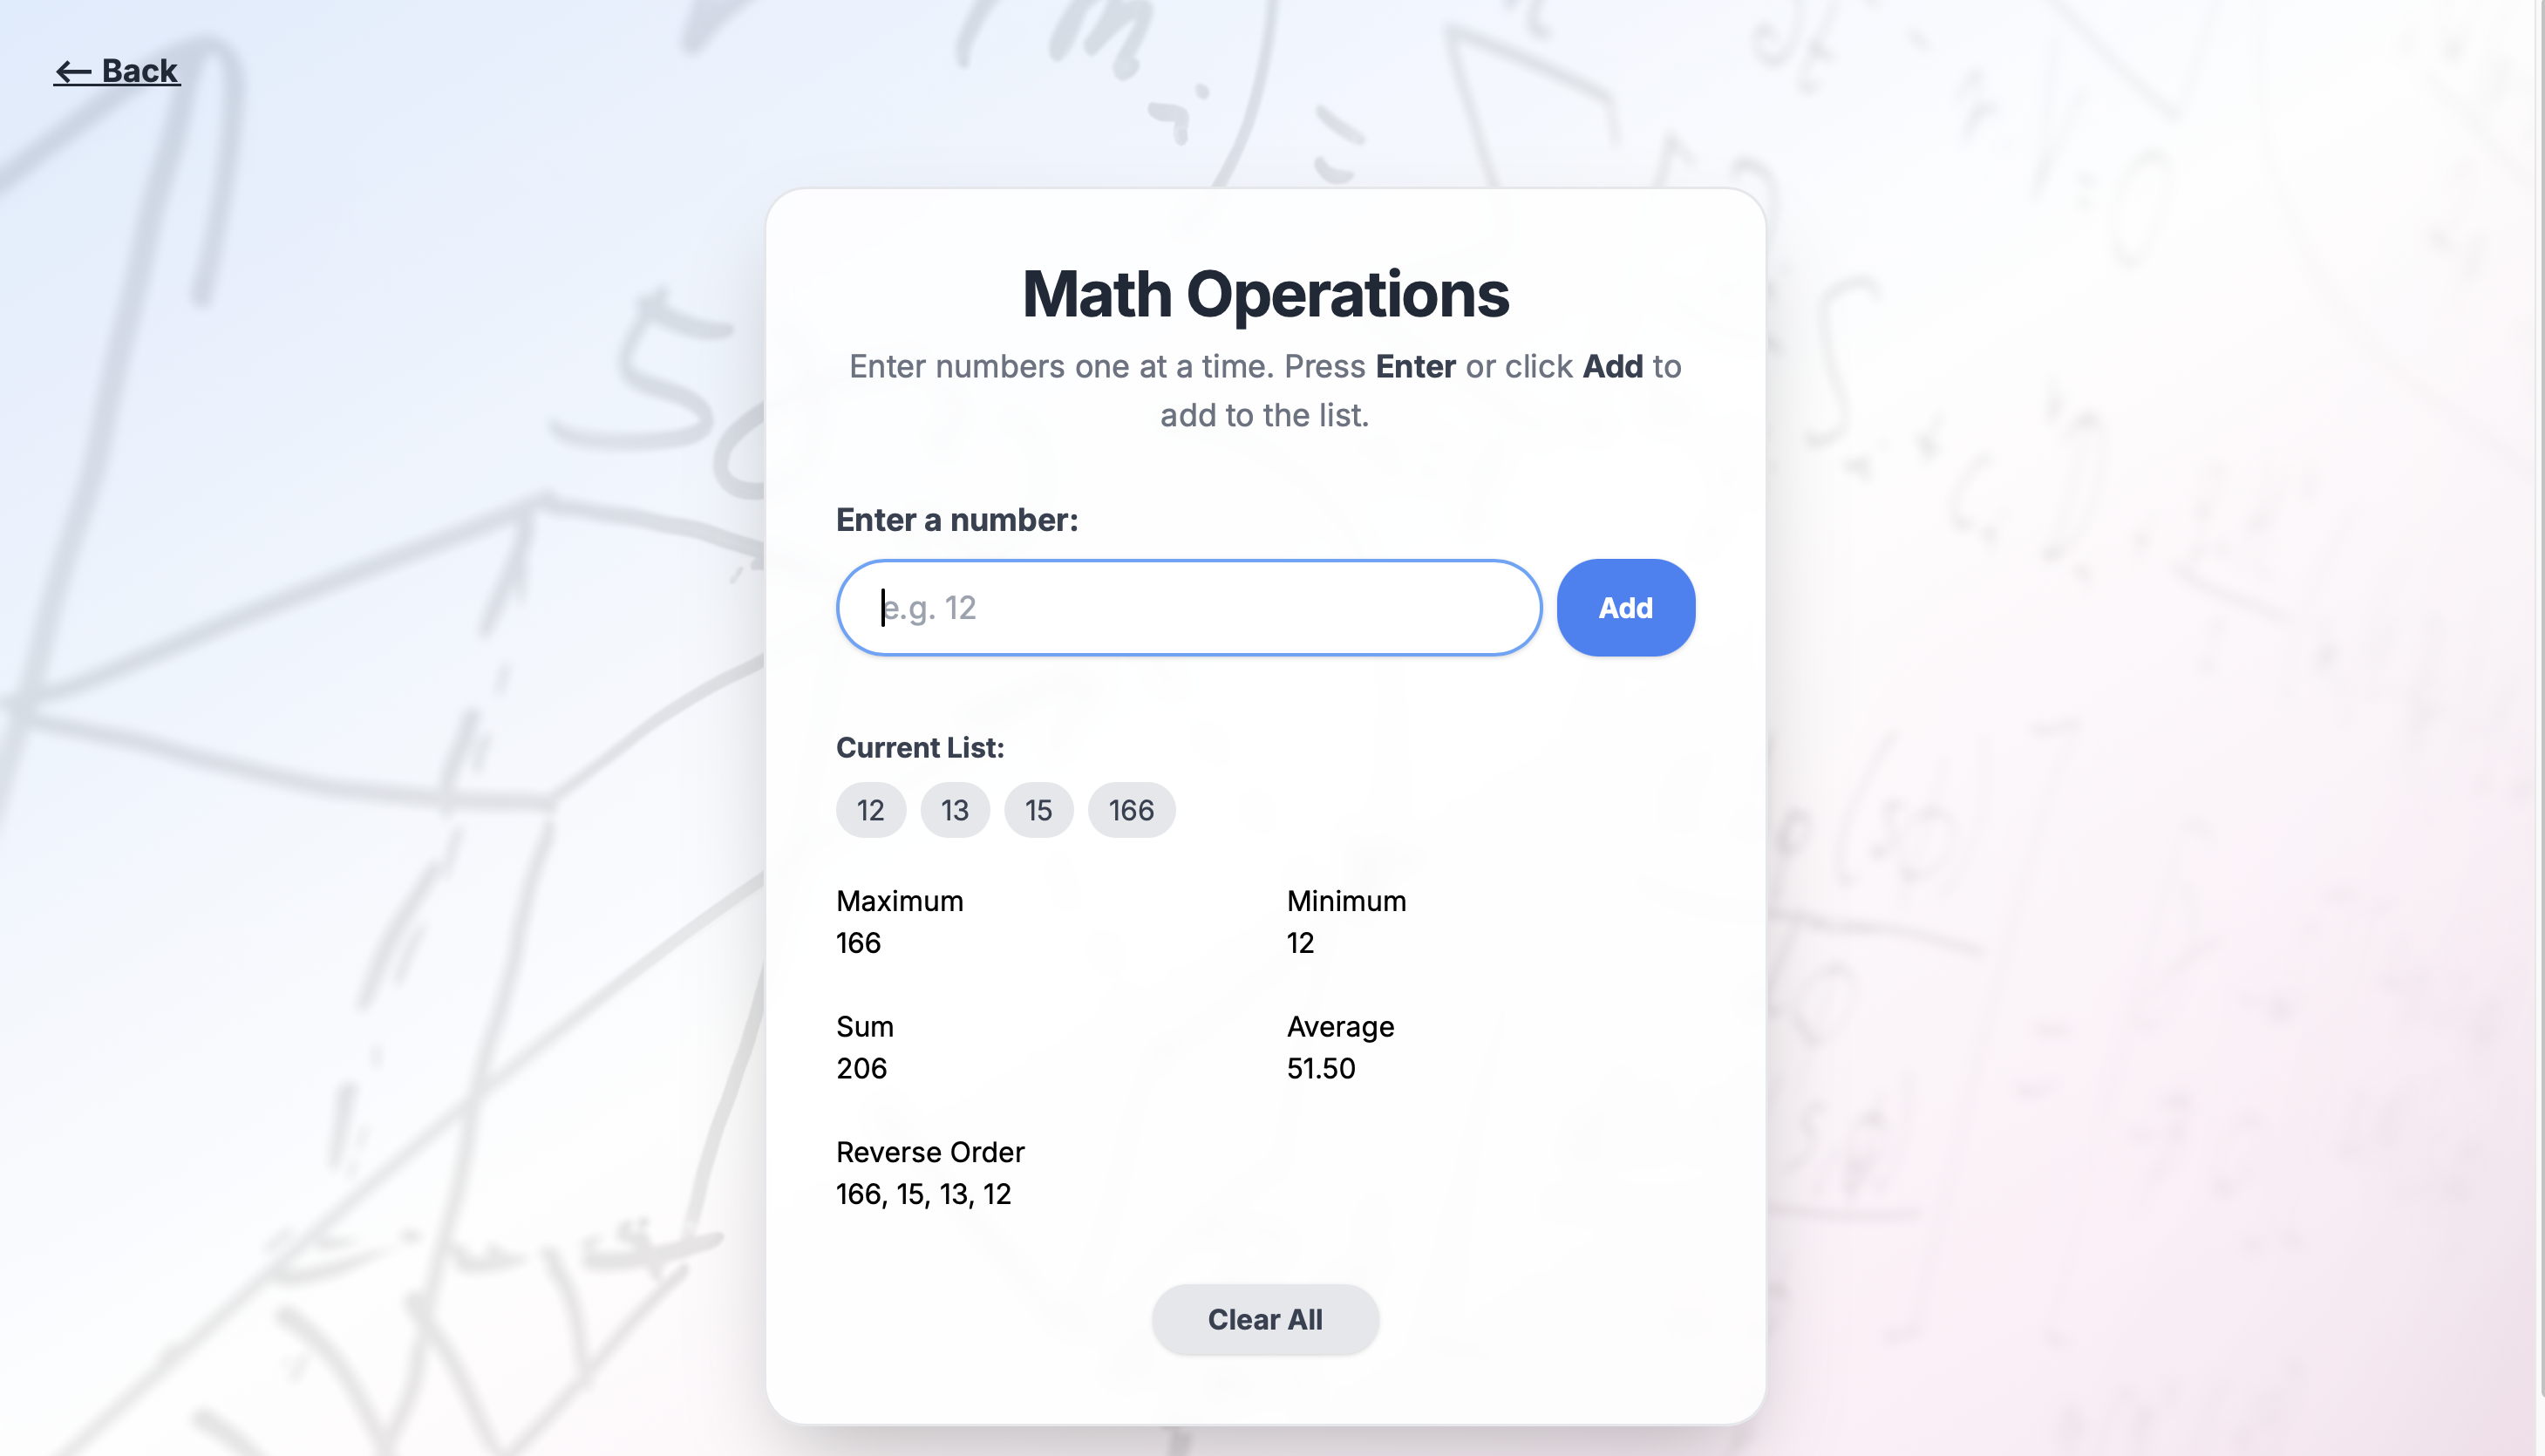 ← Back
Math Operations
Enter numbers one at a time. Press Enter or click Add to
add to the list.
Enter a number:
e.g. 12
Add
Current List:
12 13 15 166
Maximum
166
Minimum
12
Sum
206
Average
51.50
Reverse Order
166, 15, 13, 12
Clear All